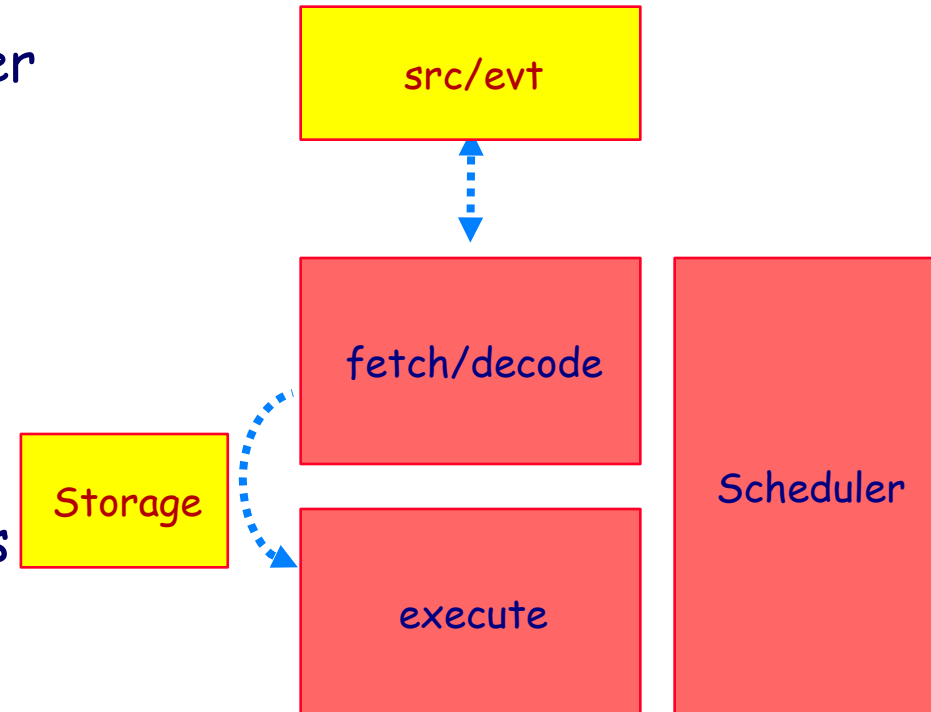 er
src/evt
fetch/decode
Scheduler
Storage
s
execute